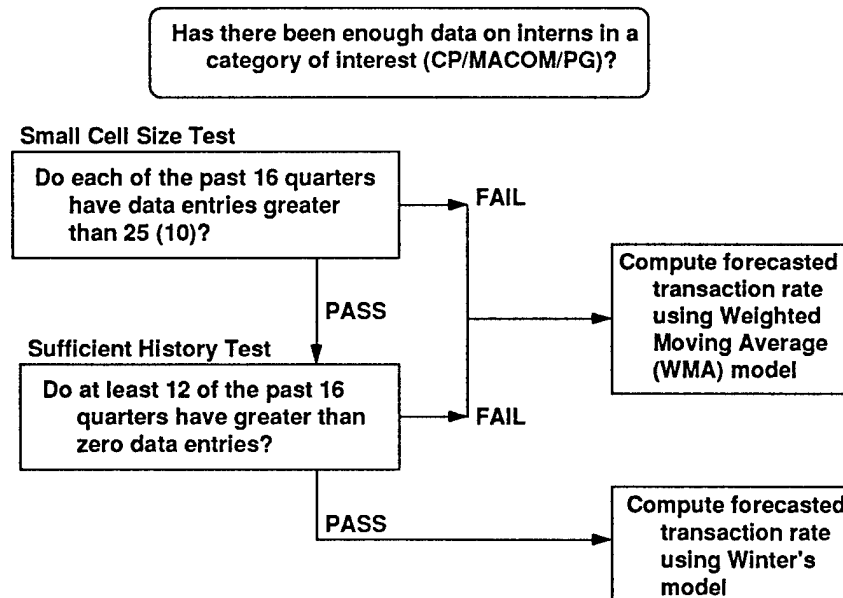 Has there been enough data on interns in a
category of interest (CP/MACOM/PG)?
Small Cell Size Test
Do each of the past 16 quarters
have data entries greater
than 25 (10)?
FAIL
PASS
Compute forecasted
transaction rate
using Weighted
Moving Average
(WMA) model
Sufficient History Test
Do at least 12 of the past 16
quarters have greater than
zero data entries?
FAIL
PASS
Compute forecasted
transaction rate
using Winter's
model